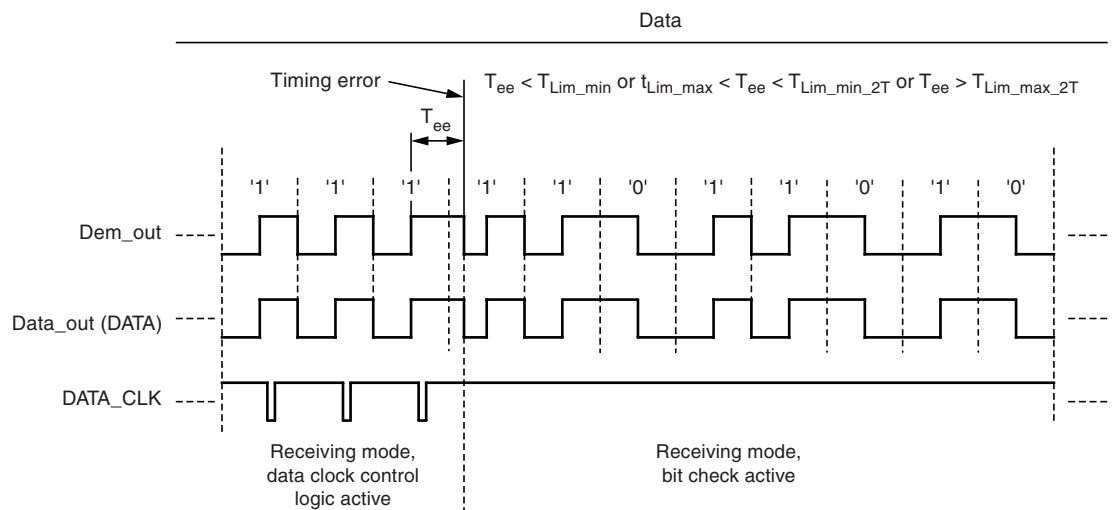 Data
Timing error
T_ee < T_Lim_min or t_Lim_max < T_ee < T_Lim_min_2T or T_ee > T_Lim_max_2T
T_ee
'1' '1' '1' '1' '1' '0' '1' '1' '0' '1' '0'
Dem_out
Data_out (DATA)
DATA_CLK
Receiving mode,
data clock control
logic active
Receiving mode,
bit check active